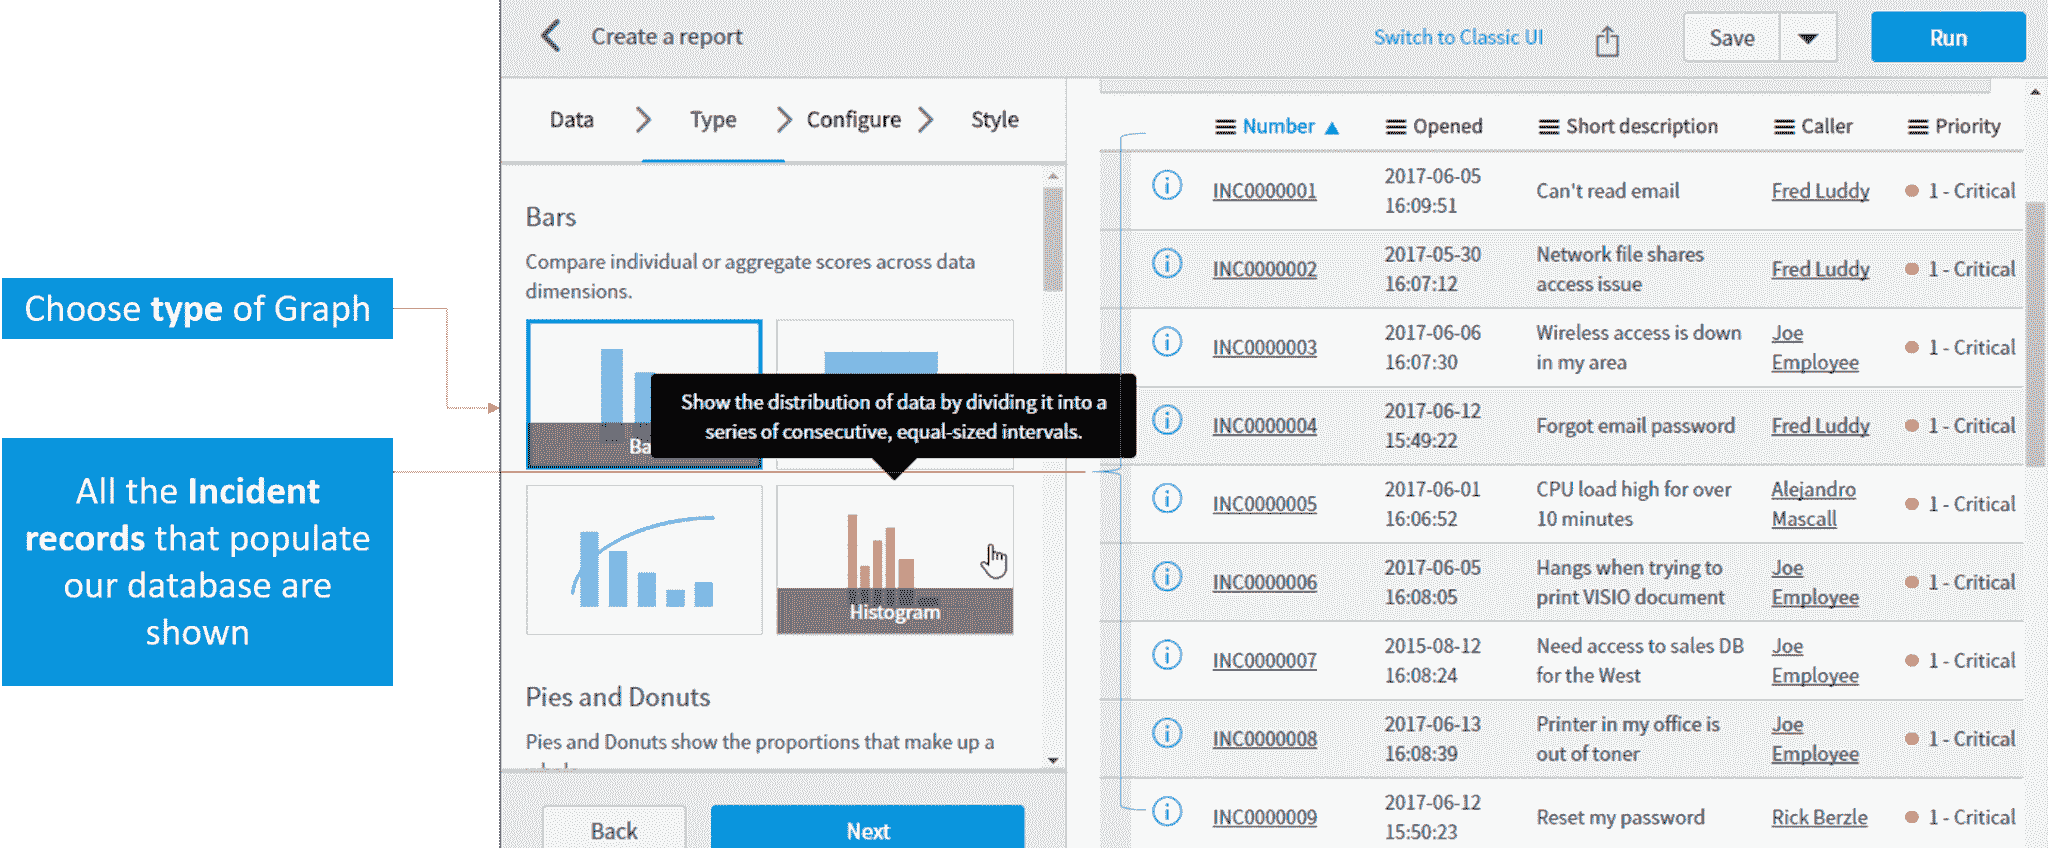 Create a report
Switch to Classic UI
Save
Run
Data
Type
Configure
Style
Choose type of Graph
All the Incident
records that populate
our database are
shown
Bars
Compare individual or aggregate scores across data
dimensions.
Show the distribution of data by dividing it into a
series of consecutive, equal-sized intervals.
Histogram
Pies and Donuts
Pies and Donuts show the proportions that make up a
Back
Next
Number Opened Short description Caller Priority
INC0000001 2017-06-05 16:09:51 Can't read email Fred Luddy 1 - Critical
INC0000002 2017-05-30 16:07:12 Network file shares access issue Fred Luddy 1 - Critical
INC0000003 2017-06-06 16:07:30 Wireless access is down in my area Joe Employee 1 - Critical
INC0000004 2017-06-12 15:49:22 Forgot email password Fred Luddy 1 - Critical
INC0000005 2017-06-01 16:06:52 CPU load high for over 10 minutes Alejandro Mascall 1 - Critical
INC0000006 2017-06-05 16:08:05 Hangs when trying to print VISIO document Joe Employee 1 - Critical
INC0000007 2015-08-12 16:08:24 Need access to sales DB for the West Joe Employee 1 - Critical
INC0000008 2017-06-13 16:08:39 Printer in my office is out of toner Joe Employee 1 - Critical
INC0000009 2017-06-12 15:50:23 Reset my password Rick Berzle 1 - Critical